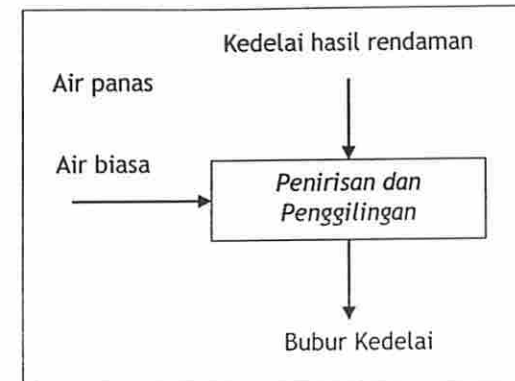 Kedelai hasil rendaman
Air panas
Air biasa
Penirisan dan
Penggilingan
Bubur Kedelai